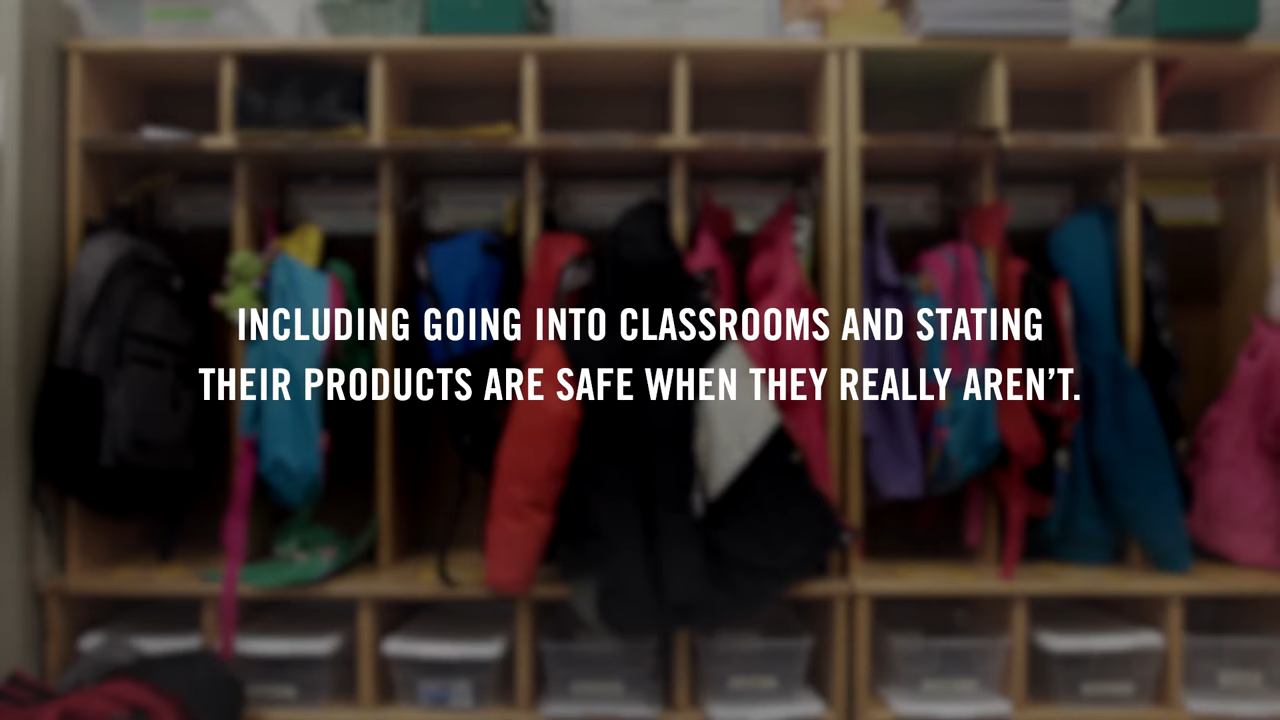 INCLUDING GOING INTO CLASSROOMS AND STATING
THEIR PRODUCTS ARE SAFE WHEN THEY REALLY AREN’T.